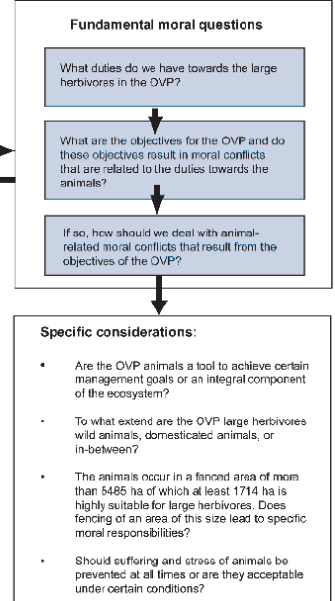 Fundamental moral questions
What duties do we have towards the large
herbivores in the OVP?
What are the objectives for the OVP and do
these objectives result in moral conflicts
that are related to the duties towards the
animals?
If so, how should we deal with animal-
related moral conflicts that result from the
objectives of the OVP?
Specific considerations:
• Are the OVP animals a tool to achieve certain
management goals or an integral component
of the ecosystem?
• To what extend are the OVP large herbivores
wild animals, domesticated animals, or
in-between?
• The animals occur in a fenced area of more
than 5485 ha of which at least 1714 ha is
highly suitable for large herbivores. Does
fencing of an area of this size lead to specific
moral responsibilities?
• Should suffering and stress of animals be
prevented at all times or are they acceptable
under certain conditions?